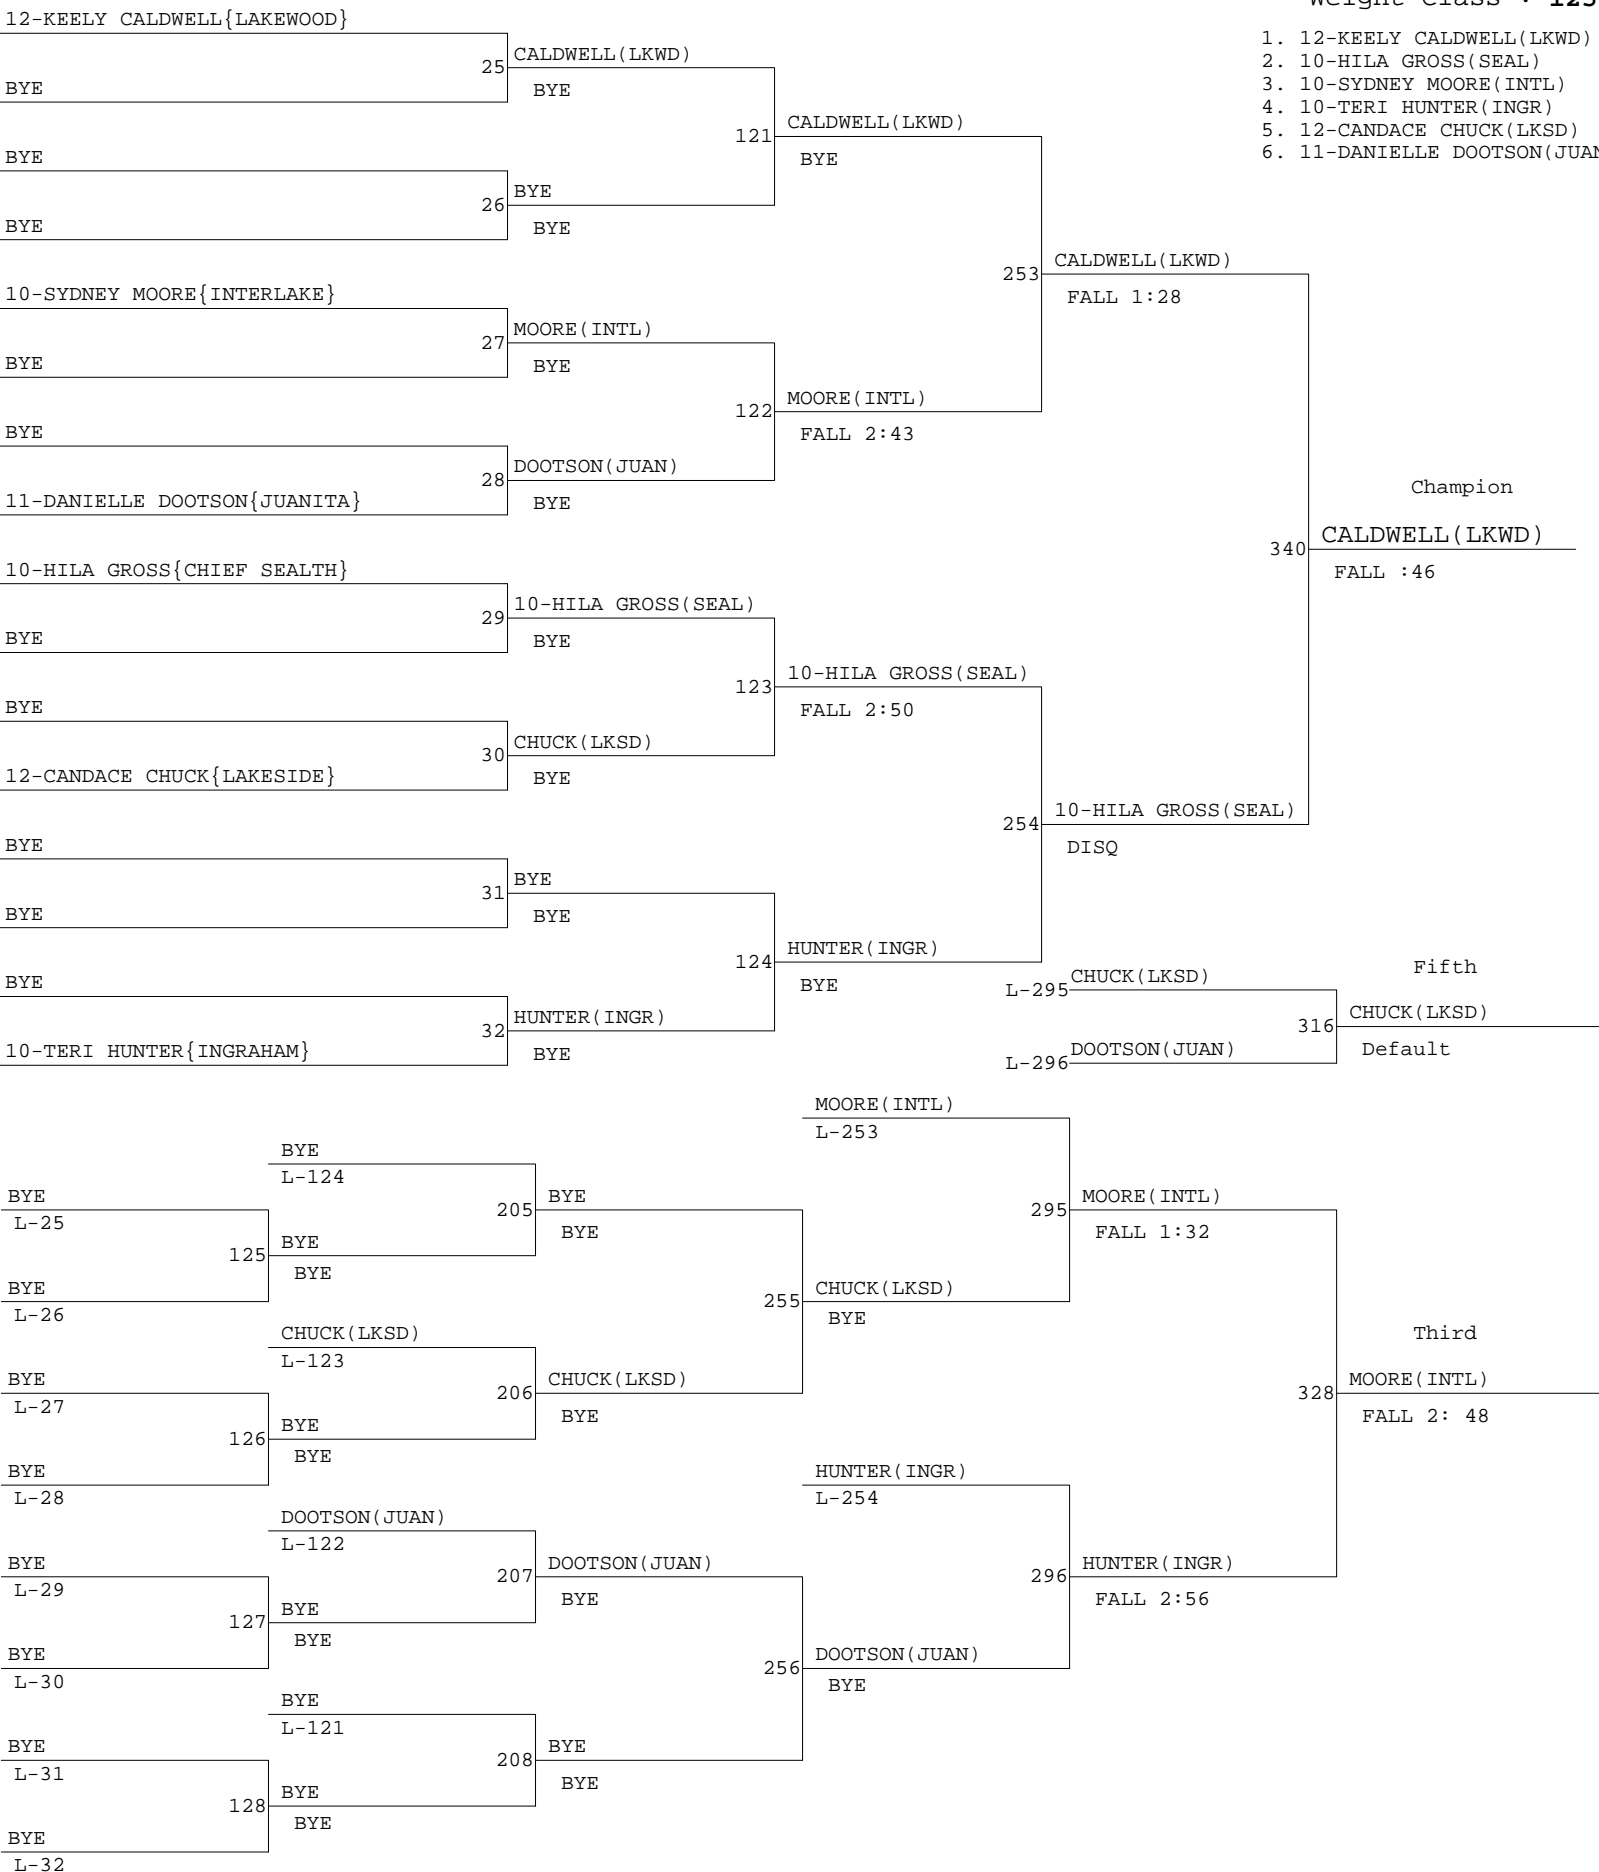 Weight Class : 125
1. 12-KEELY CALDWELL(LKWD)
2. 10-HILA GROSS(SEAL)
3. 10-SYDNEY MOORE(INTL)
4. 10-TERI HUNTER(INGR)
5. 12-CANDACE CHUCK(LKSD)
6. 11-DANIELLE DOOTSON(JUAN
12-KEELY CALDWELL{LAKEWOOD}
25 CALDWELL(LKWD)
BYE
BYE
121 CALDWELL(LKWD)
BYE
BYE
26 BYE
BYE
BYE
253 CALDWELL(LKWD)
FALL 1:28
10-SYDNEY MOORE{INTERLAKE}
27 MOORE(INTL)
BYE
BYE
122 MOORE(INTL)
FALL 2:43
BYE
28 DOOTSON(JUAN)
BYE
11-DANIELLE DOOTSON{JUANITA}
Champion
340 CALDWELL(LKWD)
FALL :46
10-HILA GROSS{CHIEF SEALTH}
29 10-HILA GROSS(SEAL)
BYE
BYE
123 10-HILA GROSS(SEAL)
FALL 2:50
BYE
30 CHUCK(LKSD)
BYE
12-CANDACE CHUCK{LAKESIDE}
254 10-HILA GROSS(SEAL)
DISQ
BYE
31 BYE
BYE
BYE
124 HUNTER(INGR)
BYE
BYE
32 HUNTER(INGR)
BYE
10-TERI HUNTER{INGRAHAM}
Fifth
L-295 CHUCK(LKSD)
316 CHUCK(LKSD)
Default
L-296 DOOTSON(JUAN)
MOORE(INTL)
L-253
BYE
L-124
BYE
L-25
205 BYE
BYE
295 MOORE(INTL)
FALL 1:32
125 BYE
BYE
BYE
L-26
255 CHUCK(LKSD)
BYE
CHUCK(LKSD)
L-123
Third
BYE
L-27
206 CHUCK(LKSD)
BYE
328 MOORE(INTL)
FALL 2: 48
126 BYE
BYE
BYE
L-28
HUNTER(INGR)
L-254
DOOTSON(JUAN)
L-122
BYE
L-29
207 DOOTSON(JUAN)
BYE
296 HUNTER(INGR)
FALL 2:56
127 BYE
BYE
BYE
L-30
256 DOOTSON(JUAN)
BYE
BYE
L-121
BYE
L-31
208 BYE
BYE
128 BYE
BYE
BYE
L-32